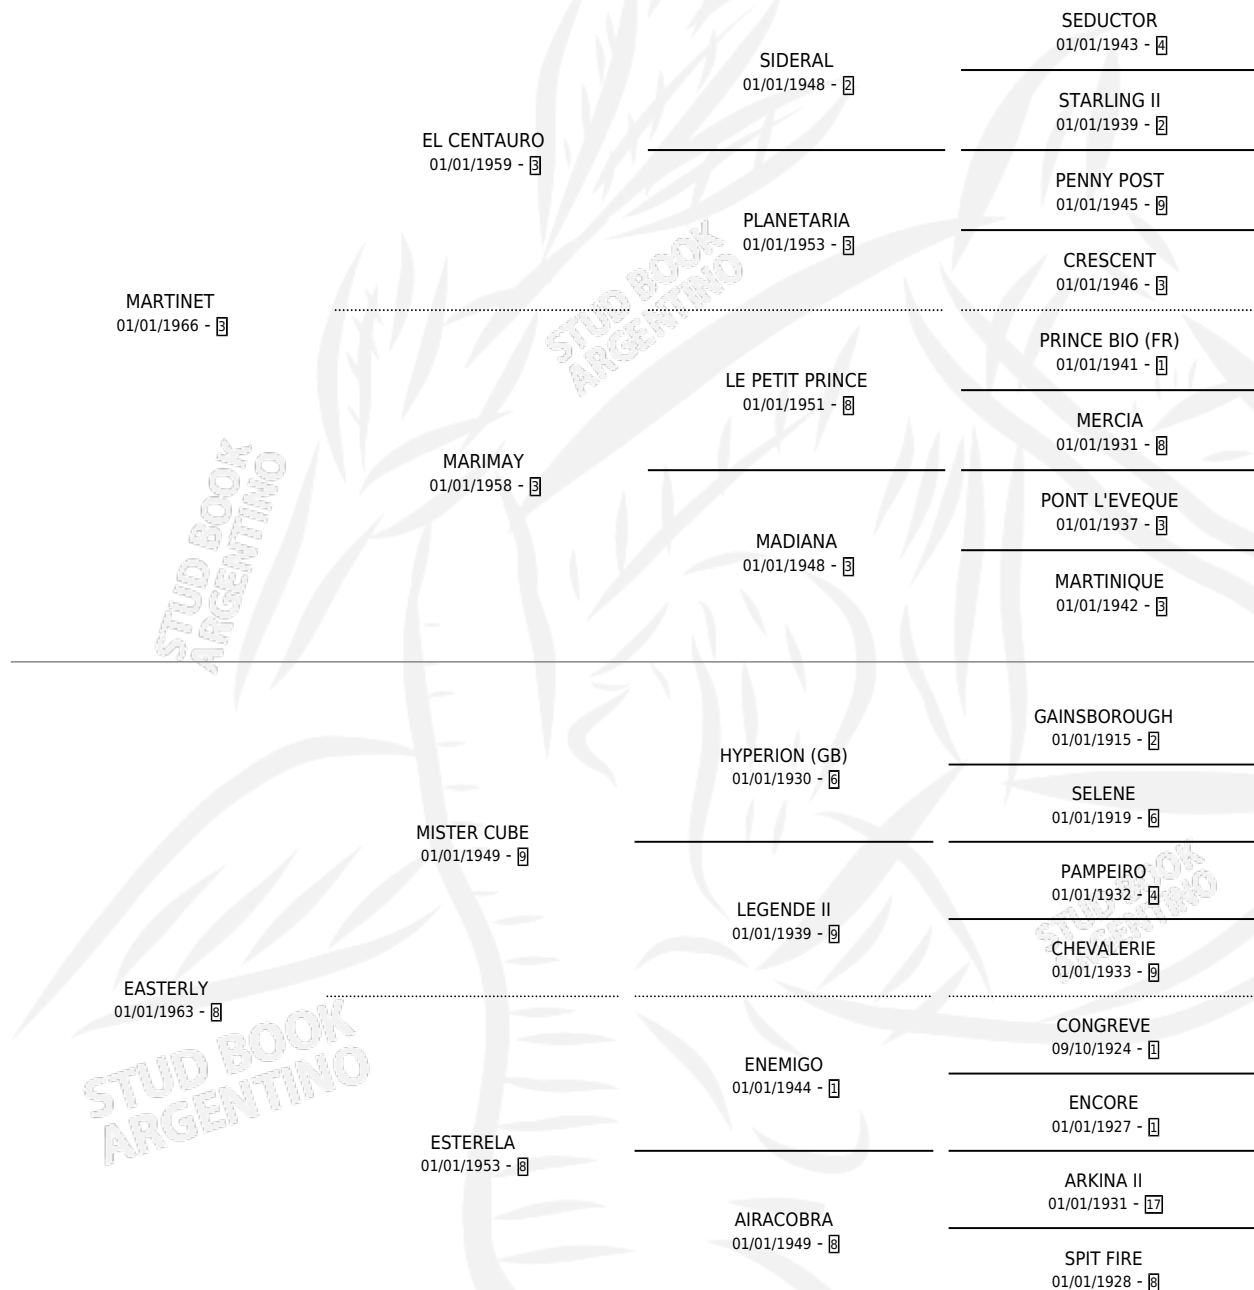 SEDUCTOR
01/01/1943 - 4
SIDERAL
01/01/1948 - 2
STARLING II
01/01/1939 - 2
EL CENTAURO
01/01/1959 - 3
PENNY POST
01/01/1945 - 9
PLANETARIA
01/01/1953 - 3
CRESCENT
01/01/1946 - 3
MARTINET
01/01/1966 - 3
PRINCE BIO (FR)
01/01/1941 - 1
LE PETIT PRINCE
01/01/1951 - 8
MERCIA
01/01/1931 - 8
MARIMAY
01/01/1958 - 3
PONT L'EVEQUE
01/01/1937 - 3
MADIANA
01/01/1948 - 3
MARTINIQUE
01/01/1942 - 3
STUD BOOK
ARGENTINO
STUD BOOK
ARGENTINO
GAINSBOROUGH
01/01/1915 - 2
HYPERION (GB)
01/01/1930 - 6
SELENE
01/01/1919 - 6
MISTER CUBE
01/01/1949 - 9
PAMPEIRO
01/01/1932 - 4
LEGENDE II
01/01/1939 - 9
CHEVALERIE
01/01/1933 - 9
STUD BOOK
ARGENTINO
EASTERLY
01/01/1963 - 8
CONGREVE
09/10/1924 - 1
ENEMIGO
01/01/1944 - 1
ENCORE
01/01/1927 - 1
STUD BOOK
ARGENTINO
ESTERELA
01/01/1953 - 8
ARKINA II
01/01/1931 - 17
AIRACOBRA
01/01/1949 - 8
SPIT FIRE
01/01/1928 - 8